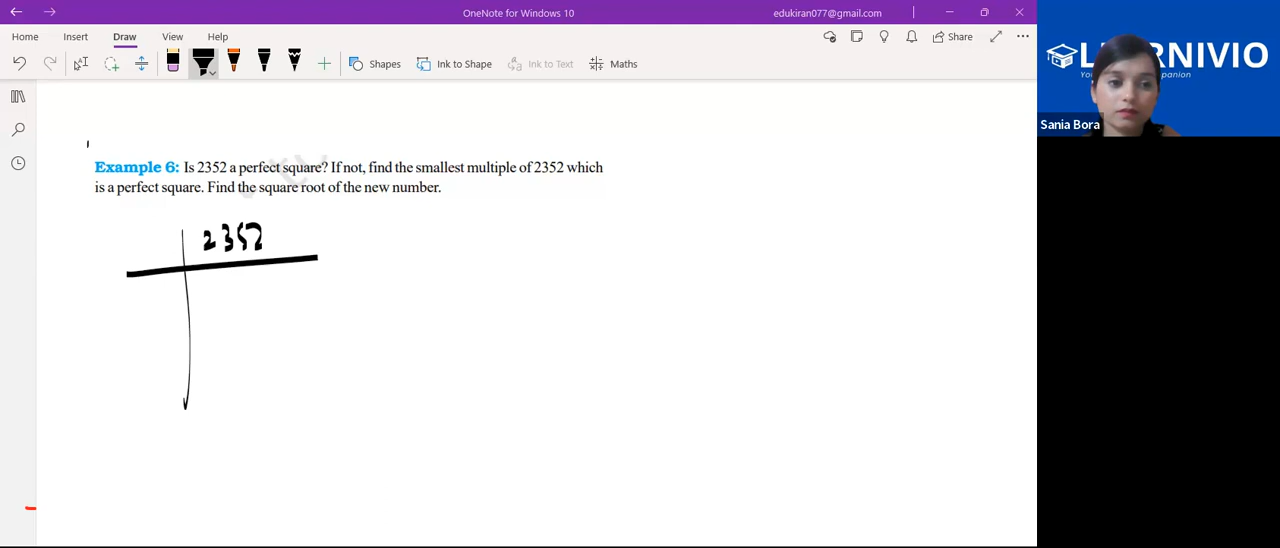 OneNote for Windows 10
edukiran077@gmail.com
Home Insert Draw View Help
Shapes Ink to Shape Ink to Text Maths Share
Sania Bora
Example 6: Is 2352 a perfect square? If not, find the smallest multiple of 2352 which
is a perfect square. Find the square root of the new number.
2352